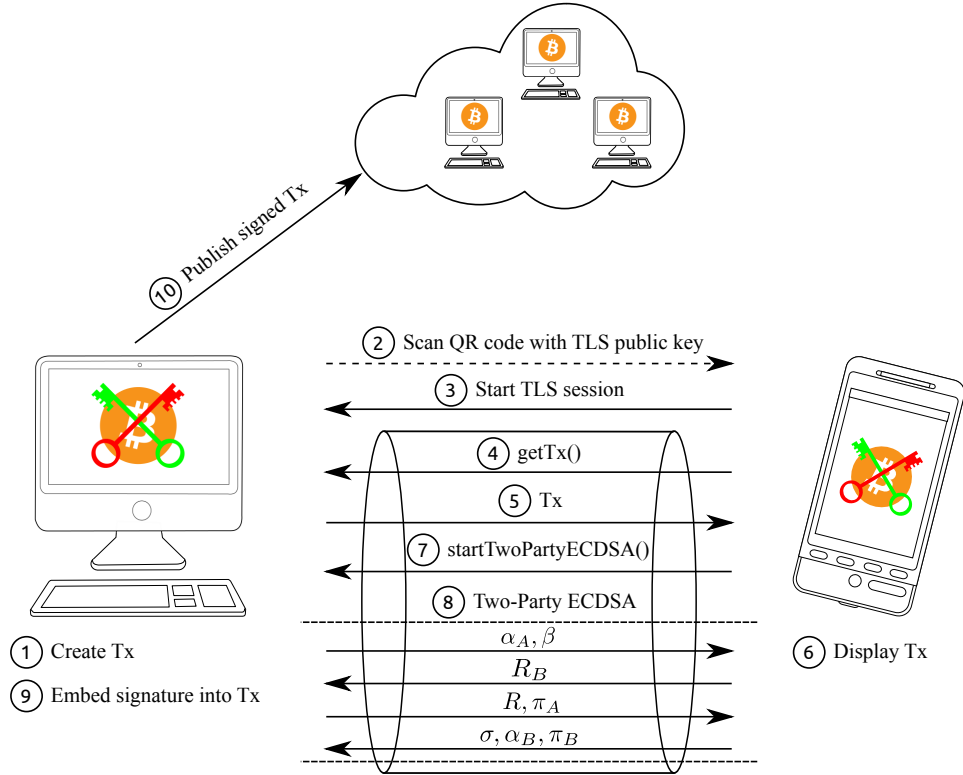 10 Publish signed Tx
2 Scan QR code with TLS public key
3 Start TLS session
4 getTx()
5 Tx
7 startTwoPartyECDSA()
8 Two-Party ECDSA
α_A, β
R_B
R, π_A
σ, α_B, π_B
1 Create Tx
9 Embed signature into Tx
6 Display Tx